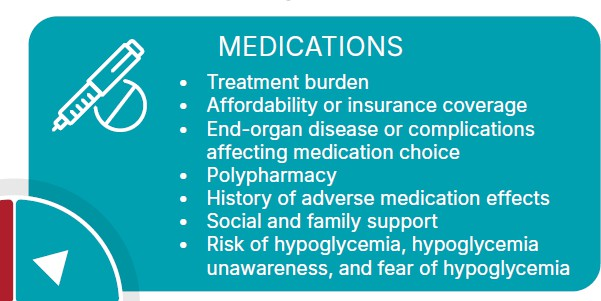 MEDICATIONS
• Treatment burden
• Affordability or insurance coverage
• End-organ disease or complications
affecting medication choice
• Polypharmacy
• History of adverse medication effects
• Social and family support
• Risk of hypoglycemia, hypoglycemia
unawareness, and fear of hypoglycemia